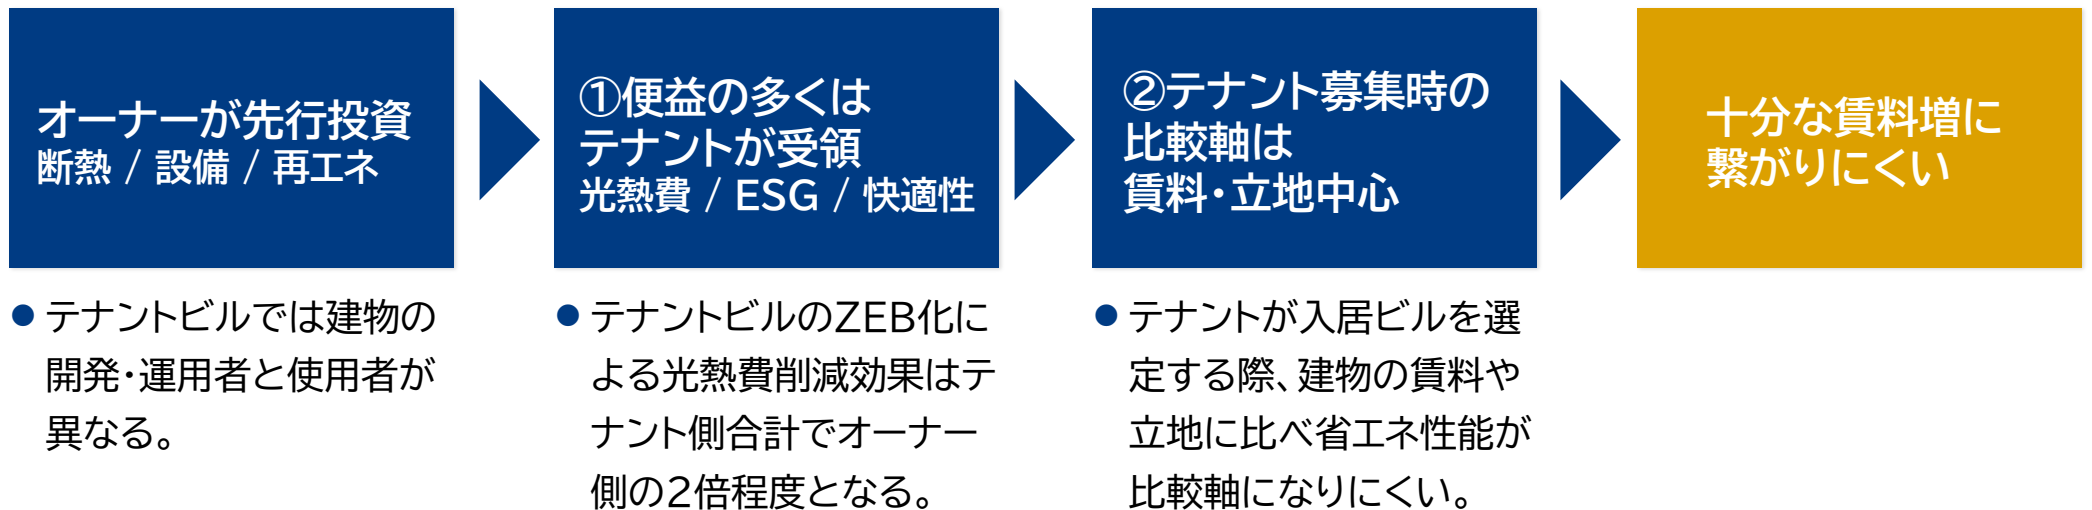 オーナーが先行投資
断熱 / 設備 / 再エネ
テナントビルでは建物の
開発・運用者と使用者が
異なる。
①便益の多くは
テナントが受領
光熱費 / ESG / 快適性
テナントビルのZEB化に
よる光熱費削減効果はテ
ナント側合計でオーナー
側の2倍程度となる。
②テナント募集時の
比較軸は
賃料・立地中心
テナントが入居ビルを選
定する際、建物の賃料や
立地に比べ省エネ性能が
比較軸になりにくい。
十分な賃料増に
繋がりにくい